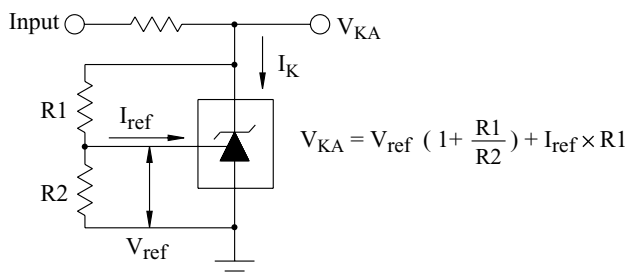 Input
V_KA
I_K
R1
I_ref
V_KA = V_ref ( 1+ R1/R2 ) + I_ref × R1
R2
V_ref